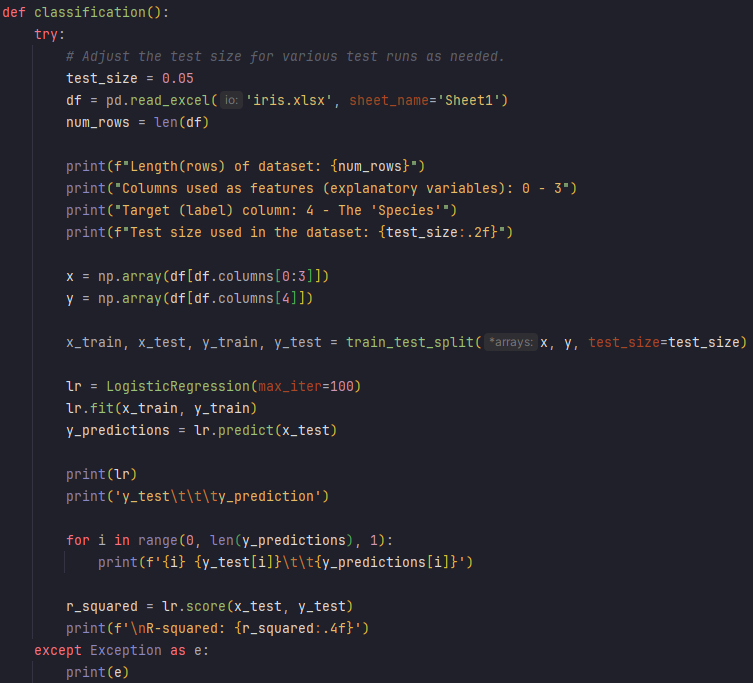 def classification():
    try:
        # Adjust the test size for various test runs as needed.
        test_size = 0.05
        df = pd.read_excel( io: 'iris.xlsx', sheet_name='Sheet1')
        num_rows = len(df)

        print(f"Length(rows) of dataset: {num_rows}")
        print("Columns used as features (explanatory variables): 0 - 3")
        print("Target (label) column: 4 - The 'Species'")
        print(f"Test size used in the dataset: {test_size:.2f}")

        x = np.array(df[df.columns[0:3]])
        y = np.array(df[df.columns[4]])

        x_train, x_test, y_train, y_test = train_test_split( *arrays: x, y, test_size=test_size)

        lr = LogisticRegression(max_iter=100)
        lr.fit(x_train, y_train)
        y_predictions = lr.predict(x_test)

        print(lr)
        print('y_test\t\t\ty_prediction')

        for i in range(0, len(y_predictions), 1):
            print(f'{i} {y_test[i]}\t\t{y_predictions[i]}')

        r_squared = lr.score(x_test, y_test)
        print(f'\nR-squared: {r_squared:.4f}')
    except Exception as e:
        print(e)